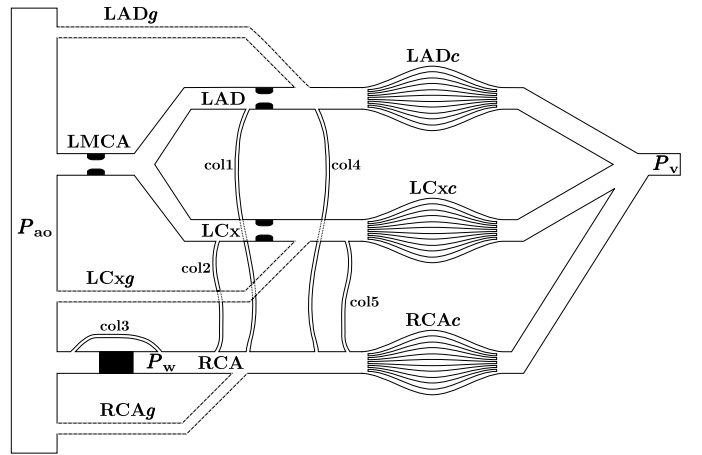 LADg
LADc
LAD
LMCA
col1
col4
Pv
LCxc
Pao
LCx
col2
LCxg
col5
col3
RCAc
Pw
RCA
RCAg